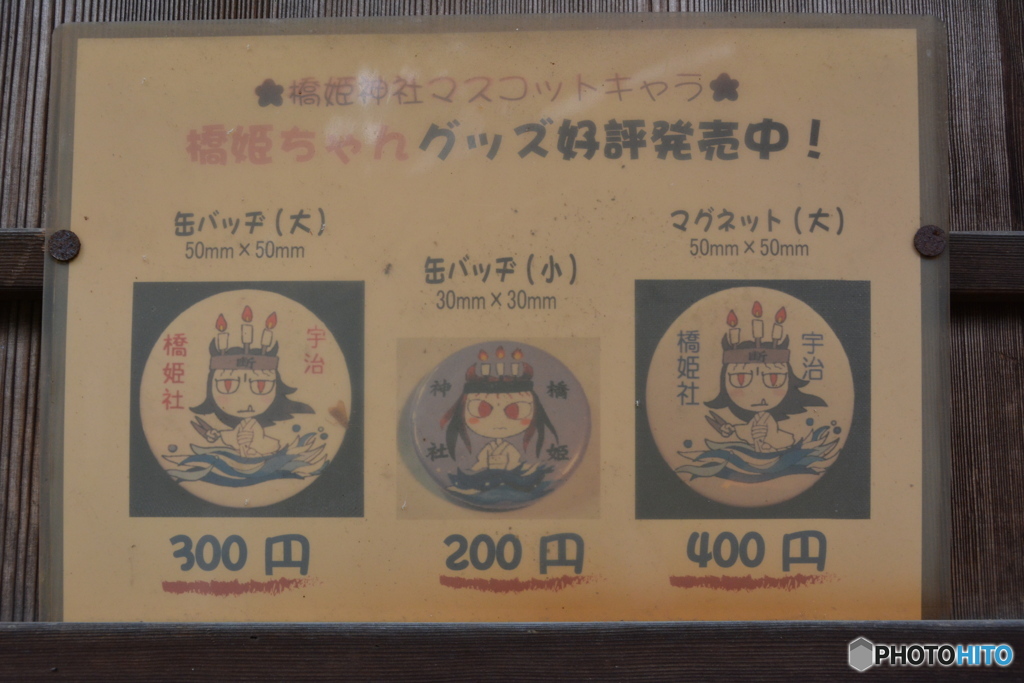 橋姫神社マスコットキャラ
橋姫ちゃんグッズ好評発売中！
缶バッヂ(大)
50mm×50mm
宇治
橋姫社
断
300円
缶バッヂ(小)
30mm×30mm
橋姫
神社
200円
マグネット(大)
50mm×50mm
宇治
橋姫社
断
400円
PHOTOHITO